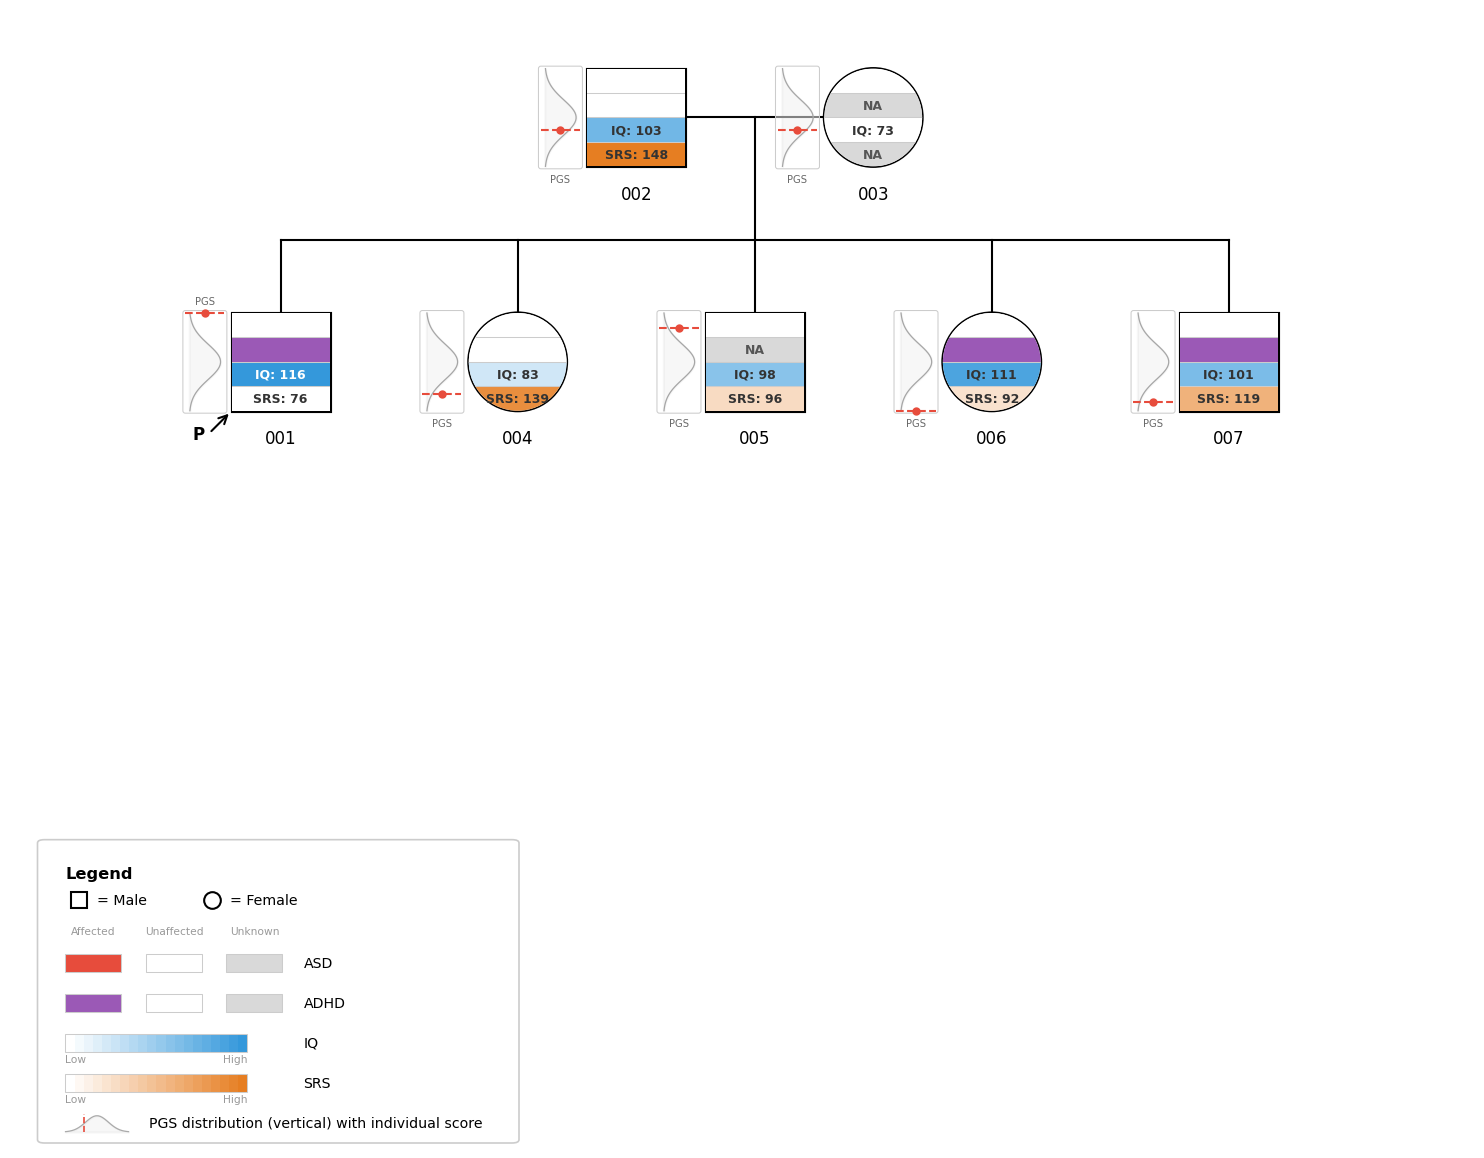 NA
IQ: 103
IQ: 73
SRS: 148
NA
PGS
PGS
002
003
PGS
NA
IQ: 116
IQ: 83
IQ: 98
IQ: 111
IQ: 101
SRS: 76
SRS: 139
SRS: 96
SRS: 92
SRS: 119
PGS
PGS
PGS
PGS
P
001
004
005
006
007
Legend
= Male
= Female
Affected
Unaffected
Unknown
ASD
ADHD
IQ
Low
High
SRS
Low
High
PGS distribution (vertical) with individual score